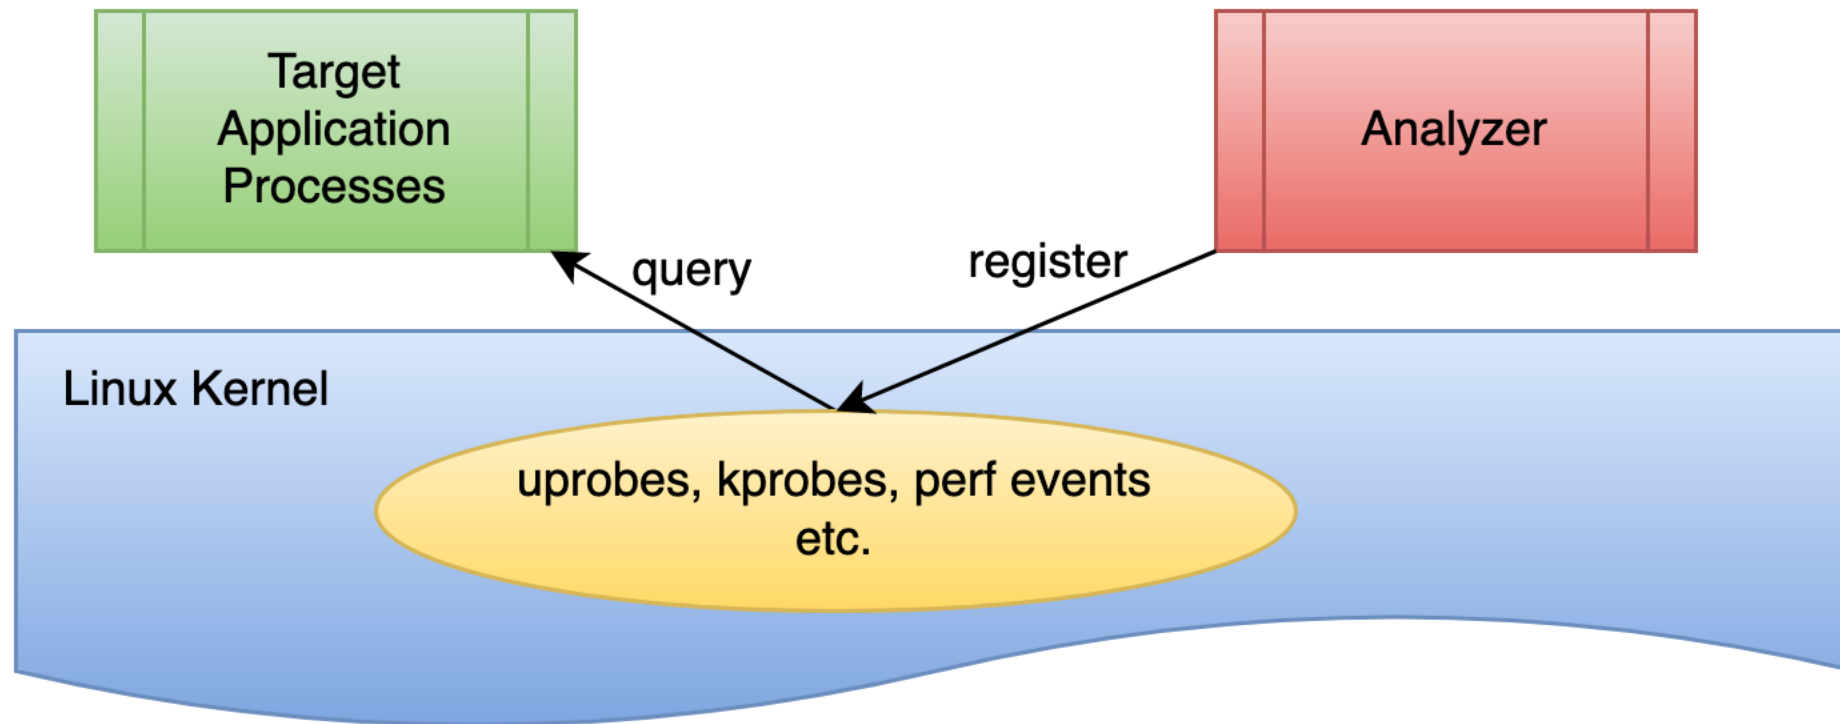 Target
Application
Processes
Analyzer
query
register
Linux Kernel
uprobes, kprobes, perf events
etc.